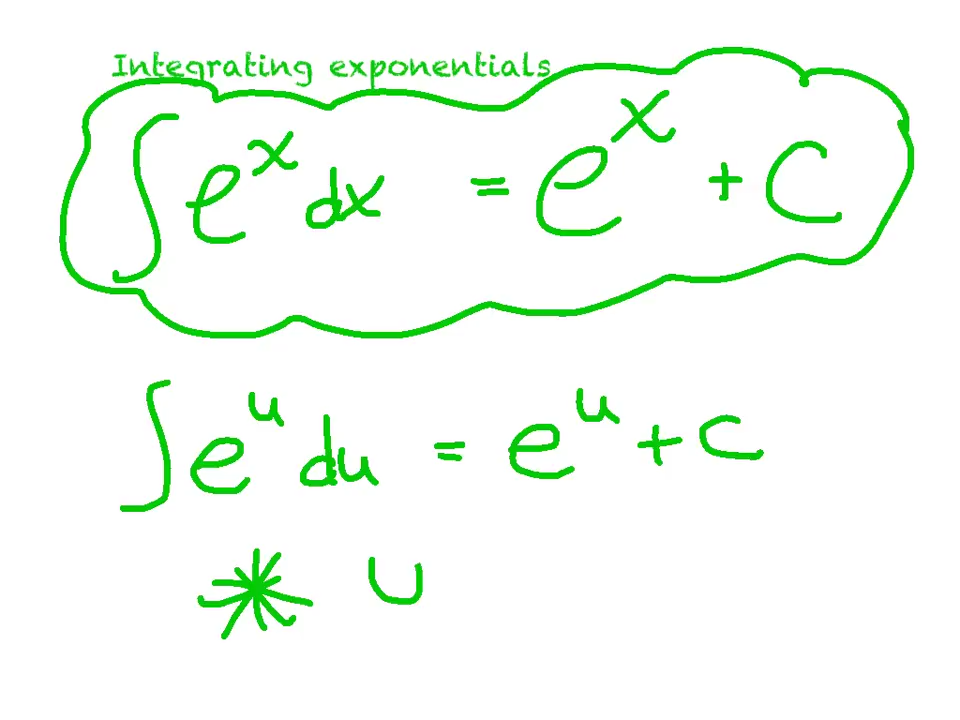 Integrating exponentials
∫ e^x dx = e^x + C
∫ e^u du = e^u + C
* u